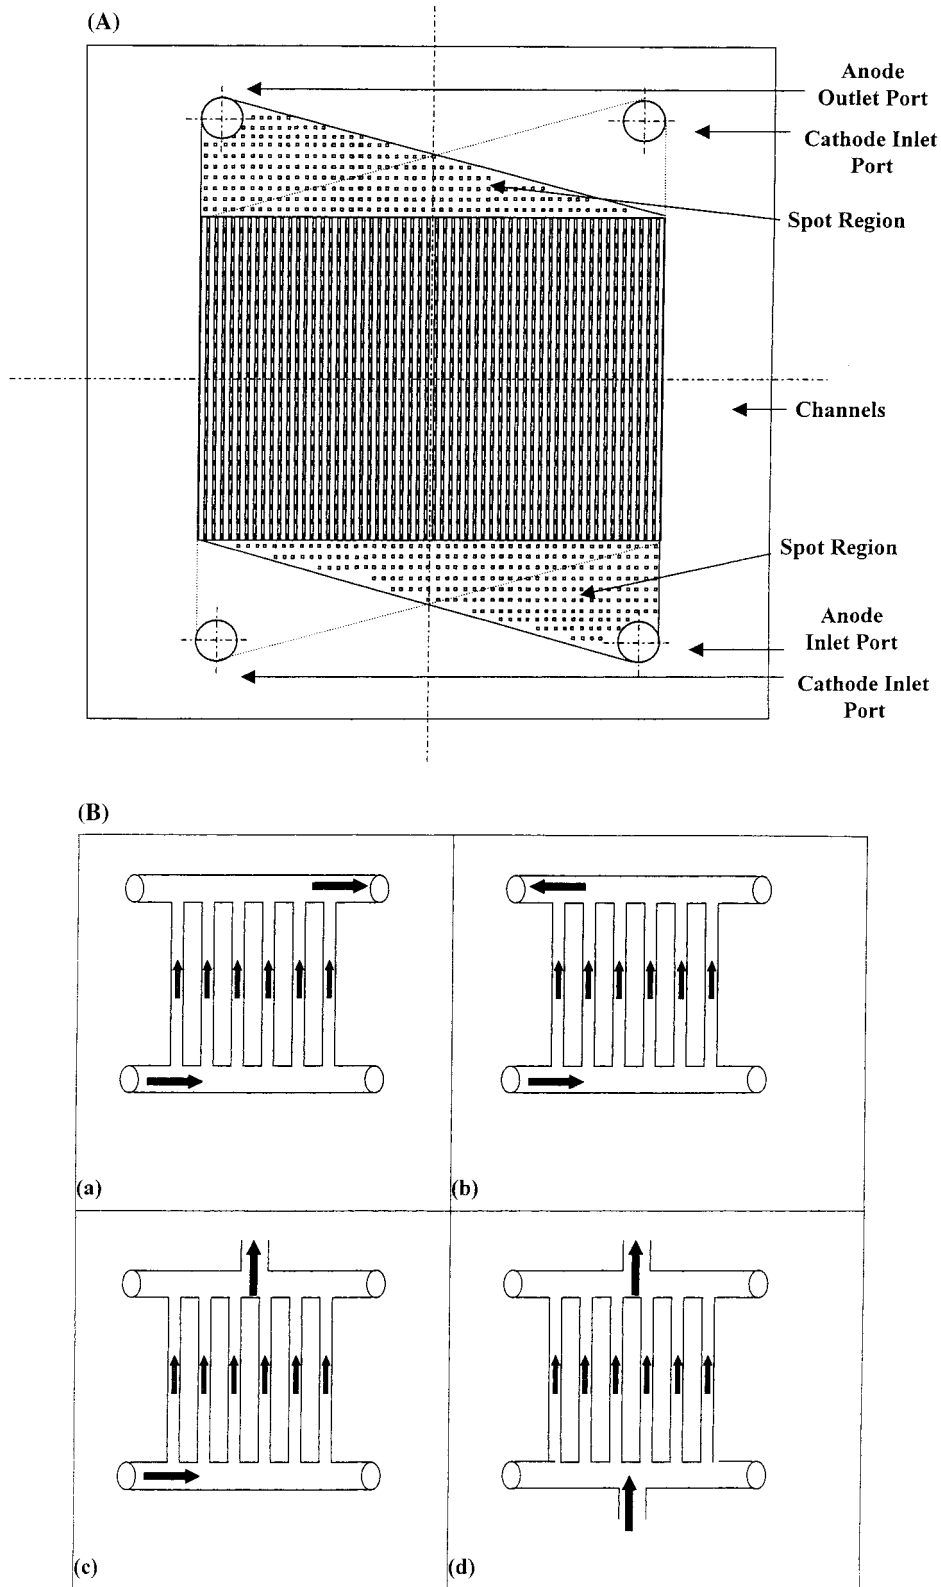 (A)
Anode
Outlet Port
Cathode Inlet
Port
Spot Region
Channels
Spot Region
Anode
Inlet Port
Cathode Inlet
Port
(B)
(a)
(b)
(c)
(d)